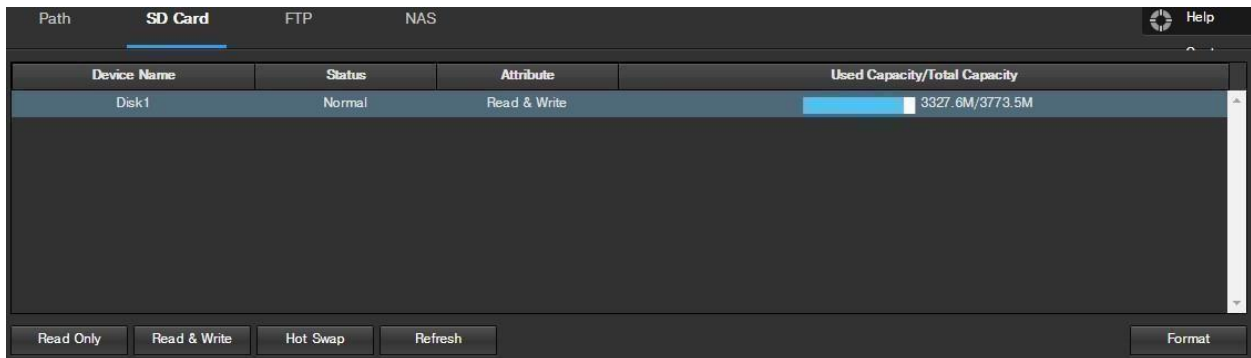 Path SD Card FTP NAS Help
Device Name Status Attribute Used Capacity/Total Capacity
Disk1 Normal Read & Write 3327.6M/3773.5M
Read Only Read & Write Hot Swap Refresh Format